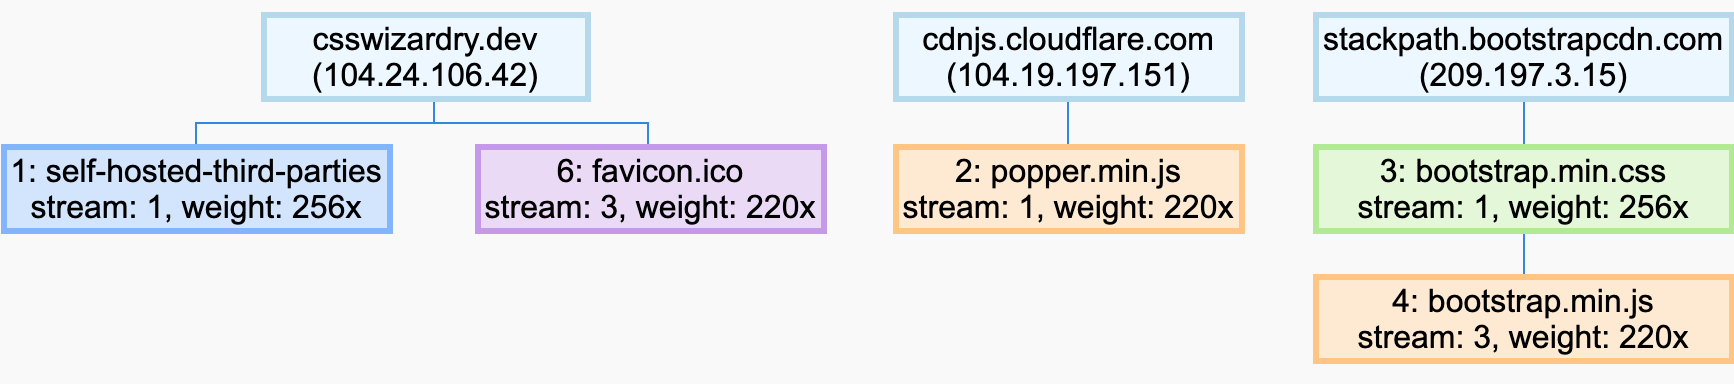 csswizardry.dev
(104.24.106.42)
1: self-hosted-third-parties
stream: 1, weight: 256x
6: favicon.ico
stream: 3, weight: 220x
cdnjs.cloudflare.com
(104.19.197.151)
2: popper.min.js
stream: 1, weight: 220x
stackpath.bootstrapcdn.com
(209.197.3.15)
3: bootstrap.min.css
stream: 1, weight: 256x
4: bootstrap.min.js
stream: 3, weight: 220x